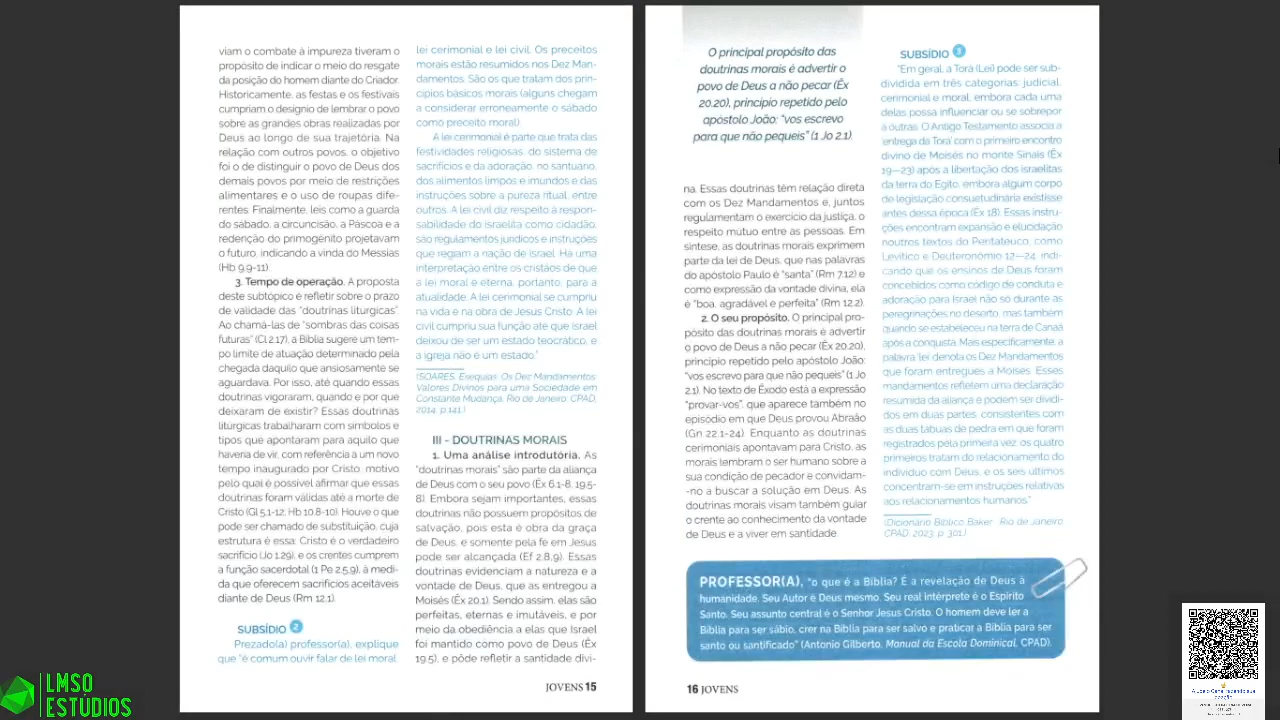 viam o combate à impureza tiveram o
propósito de indicar o meio do resgate
da posição do homem diante do Criador.
Historicamente, as festas e os festivais
cumpriam o desígnio de lembrar o povo
sobre as grandes obras realizadas por
Deus ao longo de sua trajetória. Na
relação com outros povos, o objetivo
foi o de distinguir o povo de Deus dos
demais povos por meio de restrições
alimentares e o uso de roupas dife-
rentes. Finalmente, leis como a guarda
do sábado, a circuncisão, a Páscoa e a
redenção do primogênito projetavam
o futuro, indicando a vinda do Messias
(Hb 9.9-11).
3. Tempo de operação. A proposta
deste subtópico é refletir sobre o prazo
de validade das "doutrinas litúrgicas".
Ao chamá-las de "sombras das coisas
futuras" (Cl 2.17), a Bíblia sugere um tem-
po limite de atuação determinado pela
chegada daquilo que ansiosamente se
aguardava. Por isso, até quando essas
doutrinas vigoraram, quando e por que
deixaram de existir? Essas doutrinas
litúrgicas trabalharam com símbolos e
tipos que apontaram para aquilo que
haveria de vir, com referência a um novo
tempo inaugurado por Cristo, motivo
pelo qual é possível afirmar que essas
doutrinas foram válidas até a morte de
Cristo (Gl 5.1-12; Hb 10.8-10). Houve o que
pode ser chamado de substituição, cuja
estrutura é essa: Cristo é o verdadeiro
sacrifício (Jo 1.29), e os crentes cumprem
a função sacerdotal (1 Pe 2.5,9), à medi-
da que oferecem sacrifícios aceitáveis
diante de Deus (Rm 12.1).
SUBSÍDIO 2
Prezado(a) professor(a), explique
que "é comum ouvir falar de lei moral,
lei cerimonial e lei civil. Os preceitos
morais estão resumidos nos Dez Man-
damentos. São os que tratam dos prin-
cípios básicos morais (alguns chegam
a considerar erroneamente o sábado
como preceito moral).
A lei cerimonial é parte que trata das
festividades religiosas, do sistema de
sacrifícios e da adoração, no santuário,
dos alimentos limpos e imundos e das
instruções sobre a pureza ritual, entre
outros. A lei civil diz respeito à respon-
sabilidade do israelita como cidadão,
são regulamentos jurídicos e instruções
que regiam a nação de Israel. Há uma
interpretação entre os cristãos de que
a lei moral é eterna, portanto, para a
atualidade. A lei cerimonial se cumpriu
na vida e na obra de Jesus Cristo. A lei
civil cumpriu sua função até que Israel
deixou de ser um estado teocrático, e
a igreja não é um estado."
(SOARES, Esequias. Os Dez Mandamentos:
Valores Divinos para uma Sociedade em
Constante Mudança. Rio de Janeiro: CPAD,
2014, p.141.)
III - DOUTRINAS MORAIS
1. Uma análise introdutória. As
"doutrinas morais" são parte da aliança
de Deus com o seu povo (Êx 6.1-8, 19.5-
8). Embora sejam importantes, essas
doutrinas não possuem propósitos de
salvação, pois esta é obra da graça
de Deus, e somente pela fé em Jesus
pode ser alcançada (Ef 2.8,9). Essas
doutrinas evidenciam a natureza e a
vontade de Deus, que as entregou a
Moisés (Êx 20.1). Sendo assim, elas são
perfeitas, eternas e imutáveis, e por
meio da obediência a elas que Israel
foi mantido como povo de Deus (Êx
19.5), e pôde refletir a santidade divi-
JOVENS 15
O principal propósito das
doutrinas morais é advertir o
povo de Deus a não pecar (Êx
20.20), princípio repetido pelo
apóstolo João: "vos escrevo
para que não pequeis" (1 Jo 2.1).
na. Essas doutrinas têm relação direta
com os Dez Mandamentos e, juntos
regulamentam o exercício da justiça, o
respeito mútuo entre as pessoas. Em
síntese, as doutrinas morais exprimem
parte da lei de Deus, que nas palavras
do apóstolo Paulo é "santa" (Rm 7.12) e
como expressão da vontade divina, ela
é "boa, agradável e perfeita" (Rm 12.2).
2. O seu propósito. O principal pro-
pósito das doutrinas morais é advertir
o povo de Deus a não pecar (Êx 20.20),
princípio repetido pelo apóstolo João:
"vos escrevo para que não pequeis" (1 Jo
2.1). No texto de Êxodo está a expressão
"provar-vos", que aparece também no
episódio em que Deus provou Abraão
(Gn 22.1-24). Enquanto as doutrinas
cerimoniais apontavam para Cristo, as
morais lembram o ser humano sobre a
sua condição de pecador e convidam-
-no a buscar a solução em Deus. As
doutrinas morais visam também guiar
o crente ao conhecimento da vontade
de Deus e a viver em santidade.
SUBSÍDIO 3
"Em geral, a Torá (Lei) pode ser sub-
dividida em três categorias: judicial,
cerimonial e moral, embora cada uma
delas possa influenciar ou se sobrepor
à outras. O Antigo Testamento associa a
'entrega da Torá' com o primeiro encontro
divino de Moisés no monte Sinais (Êx
19—23) após a libertação dos israelitas
da terra do Egito, embora algum corpo
de legislação consuetudinária existisse
antes dessa época (Êx 18). Essas instru-
ções encontram expansão e elucidação
noutros textos do Pentateuco, como
Levítico e Deuteronômio 12—24, indi-
cando que os ensinos de Deus foram
concebidos como código de conduta e
adoração para Israel não só durante as
peregrinações no deserto, mas também
quando se estabeleceu na terra de Canaã
após a conquista. Mais especificamente, a
palavra 'lei' denota os Dez Mandamentos
que foram entregues a Moisés. Esses
mandamentos refletem uma declaração
resumida da aliança e podem ser dividi-
dos em duas partes, consistentes com
as duas tábuas de pedra em que foram
registrados pela primeira vez: os quatro
primeiros tratam do relacionamento do
indivíduo com Deus, e os seis últimos
concentram-se em instruções relativas
aos relacionamentos humanos."
(Dicionário Bíblico Baker. Rio de Janeiro:
CPAD, 2023, p. 301.)
PROFESSOR(A), "o que é a Bíblia? É a revelação de Deus à
humanidade. Seu Autor é Deus mesmo. Seu real intérprete é o Espírito
Santo. Seu assunto central é o Senhor Jesus Cristo. O homem deve ler a
Bíblia para ser sábio, crer na Bíblia para ser salvo e praticar a Bíblia para ser
santo ou santificado" (Antonio Gilberto, Manual da Escola Dominical, CPAD).
16 JOVENS
LMSO
ESTÚDIOS